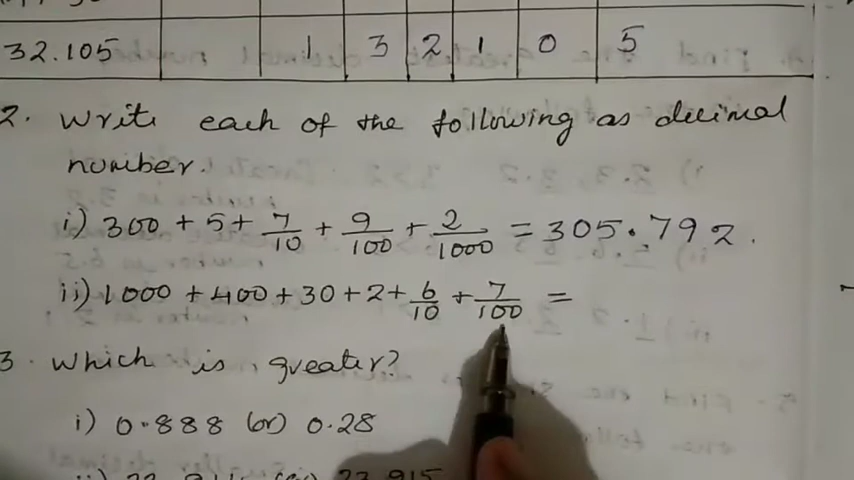 32.105 1 3 2 1 0 5
2. Write each of the following as decimal
number.
i) 300 + 5 + 7/10 + 9/100 + 2/1000 = 305.792.
ii) 1000 + 400 + 30 + 2 + 6/10 + 7/100 =
3. Which is greater?
i) 0.888 (or) 0.28